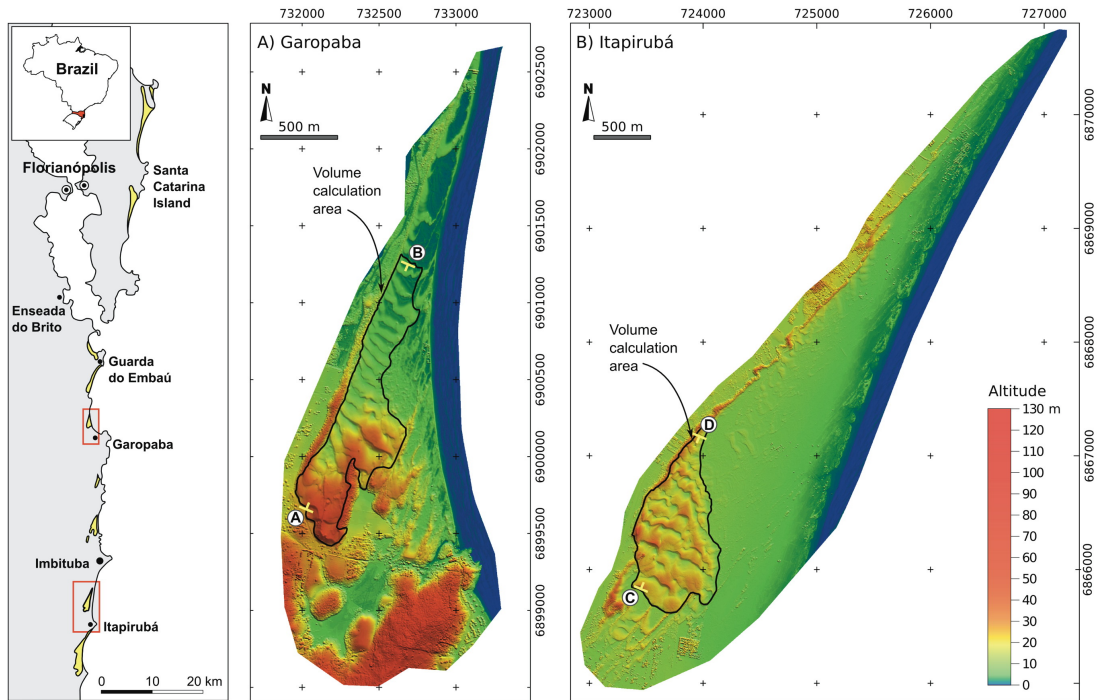 Brazil
Florianópolis
Santa
Catarina
Island
Enseada
do Brito
Guarda
do Embaú
Garopaba
Imbituba
Itapirubá
0 10 20 km
732000 732500 733000
A) Garopaba
N
500 m
Volume
calculation
area
B
A
6902500
6902000
6901500
6901000
6900500
6900000
6899500
6899000
723000 724000 725000 726000 727000
B) Itapirubá
N
500 m
Volume
calculation
area
D
C
6870000
6869000
6868000
6867000
6866000
Altitude
130 m
120
110
100
90
80
70
60
50
40
30
20
10
0